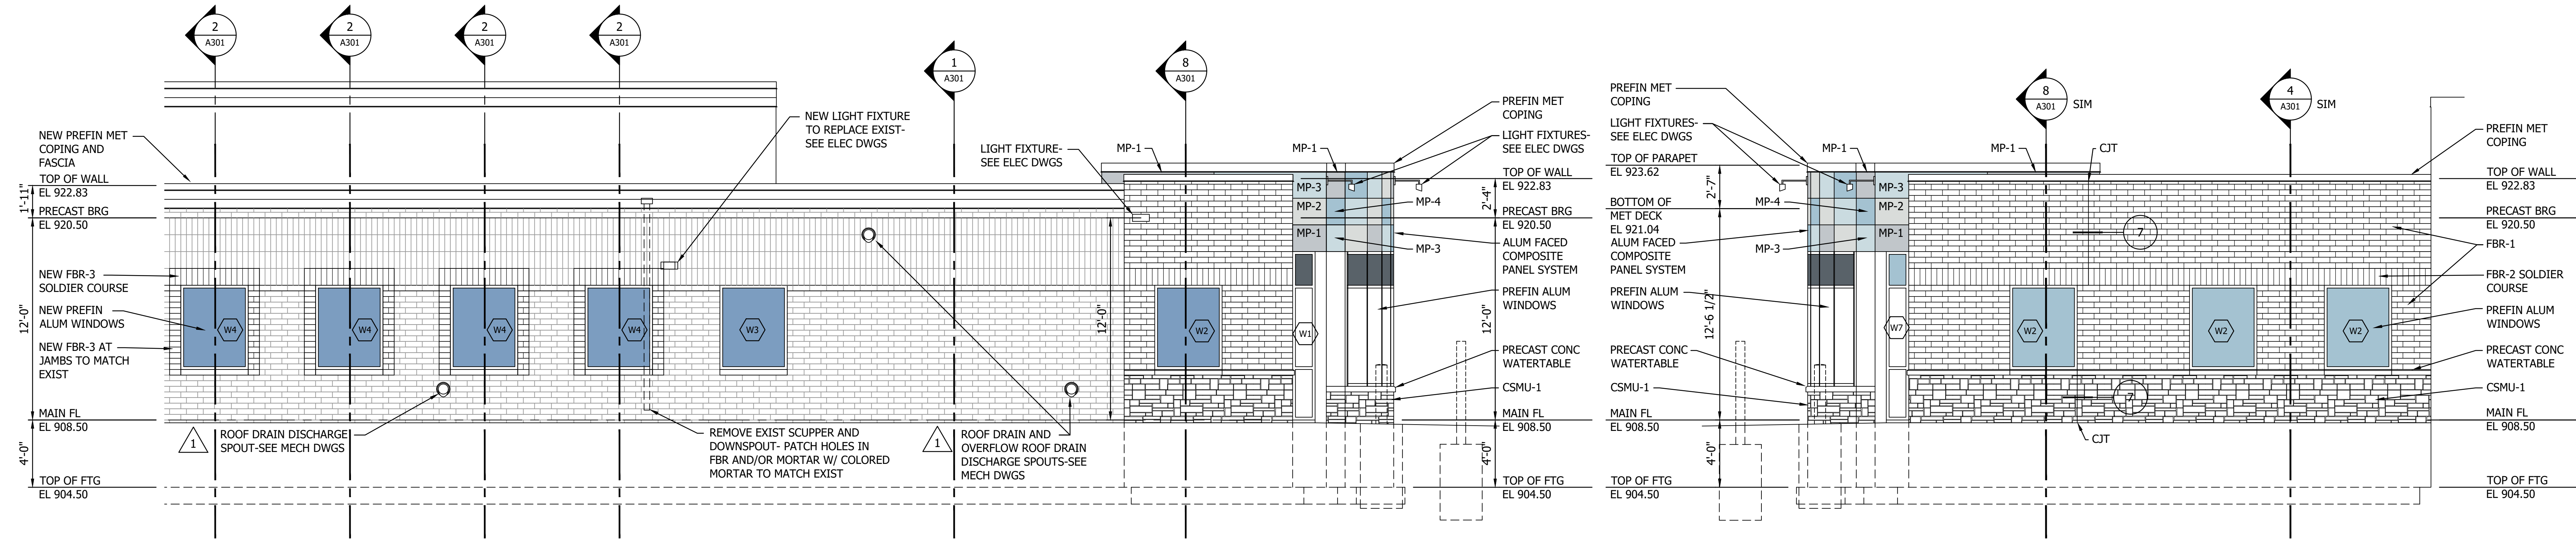 2
A301
2
A301
2
A301
2
A301
1
A301
8
A301
NEW PREFIN MET
COPING AND
FASCIA
TOP OF WALL
EL 922.83
1'-11"
PRECAST BRG
EL 920.50
NEW FBR-3
SOLDIER COURSE
12'-0"
NEW PREFIN
ALUM WINDOWS
NEW FBR-3 AT
JAMBS TO MATCH
EXIST
MAIN FL
EL 908.50
4'-0"
TOP OF FTG
EL 904.50
W4
W4
W4
W4
W3
W2
W1
NEW LIGHT FIXTURE
TO REPLACE EXIST-
SEE ELEC DWGS
LIGHT FIXTURE-
SEE ELEC DWGS
MP-1
MP-1
12'-0"
1
ROOF DRAIN DISCHARGE
SPOUT-SEE MECH DWGS
REMOVE EXIST SCUPPER AND
DOWNSPOUT- PATCH HOLES IN
FBR AND/OR MORTAR W/ COLORED
MORTAR TO MATCH EXIST
1
ROOF DRAIN AND
OVERFLOW ROOF DRAIN
DISCHARGE SPOUTS-SEE
MECH DWGS
MP-3
MP-2
MP-1
MP-4
MP-3
PREFIN MET
COPING
LIGHT FIXTURES-
SEE ELEC DWGS
TOP OF WALL
EL 922.83
2'-4"
PRECAST BRG
EL 920.50
ALUM FACED
COMPOSITE
PANEL SYSTEM
PREFIN ALUM
WINDOWS
12'-0"
PRECAST CONC
WATERTABLE
CSMU-1
MAIN FL
EL 908.50
4'-0"
TOP OF FTG
EL 904.50
PREFIN MET
COPING
LIGHT FIXTURES-
SEE ELEC DWGS
TOP OF PARAPET
EL 923.62
2'-7"
BOTTOM OF
MET DECK
EL 921.04
ALUM FACED
COMPOSITE
PANEL SYSTEM
PREFIN ALUM
WINDOWS
12'-6 1/2"
PRECAST CONC
WATERTABLE
CSMU-1
MAIN FL
EL 908.50
4'-0"
TOP OF FTG
EL 904.50
MP-1
MP-4
MP-3
MP-3
MP-2
MP-1
W7
8
A301
SIM
4
A301
SIM
MP-1
CJT
7
W2
W2
W2
7
CJT
PREFIN MET
COPING
TOP OF WALL
EL 922.83
PRECAST BRG
EL 920.50
FBR-1
FBR-2 SOLDIER
COURSE
PREFIN ALUM
WINDOWS
PRECAST CONC
WATERTABLE
CSMU-1
MAIN FL
EL 908.50
TOP OF FTG
EL 904.50